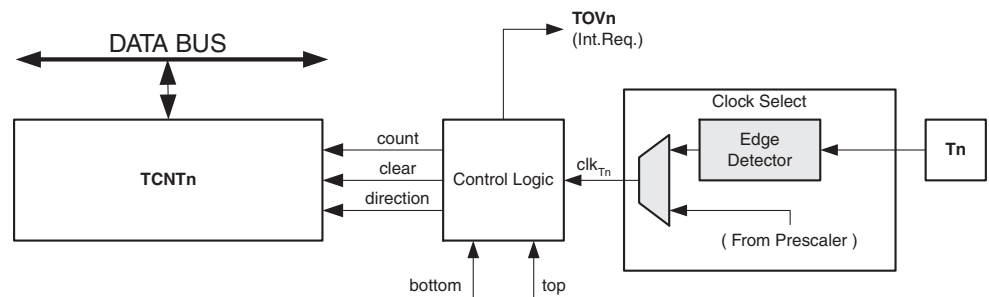 TOVn
(Int.Req.)
DATA BUS
Clock Select
count
Edge
Detector
Tn
TCNTn
clear
Control Logic
clkTn
direction
( From Prescaler )
bottom
top